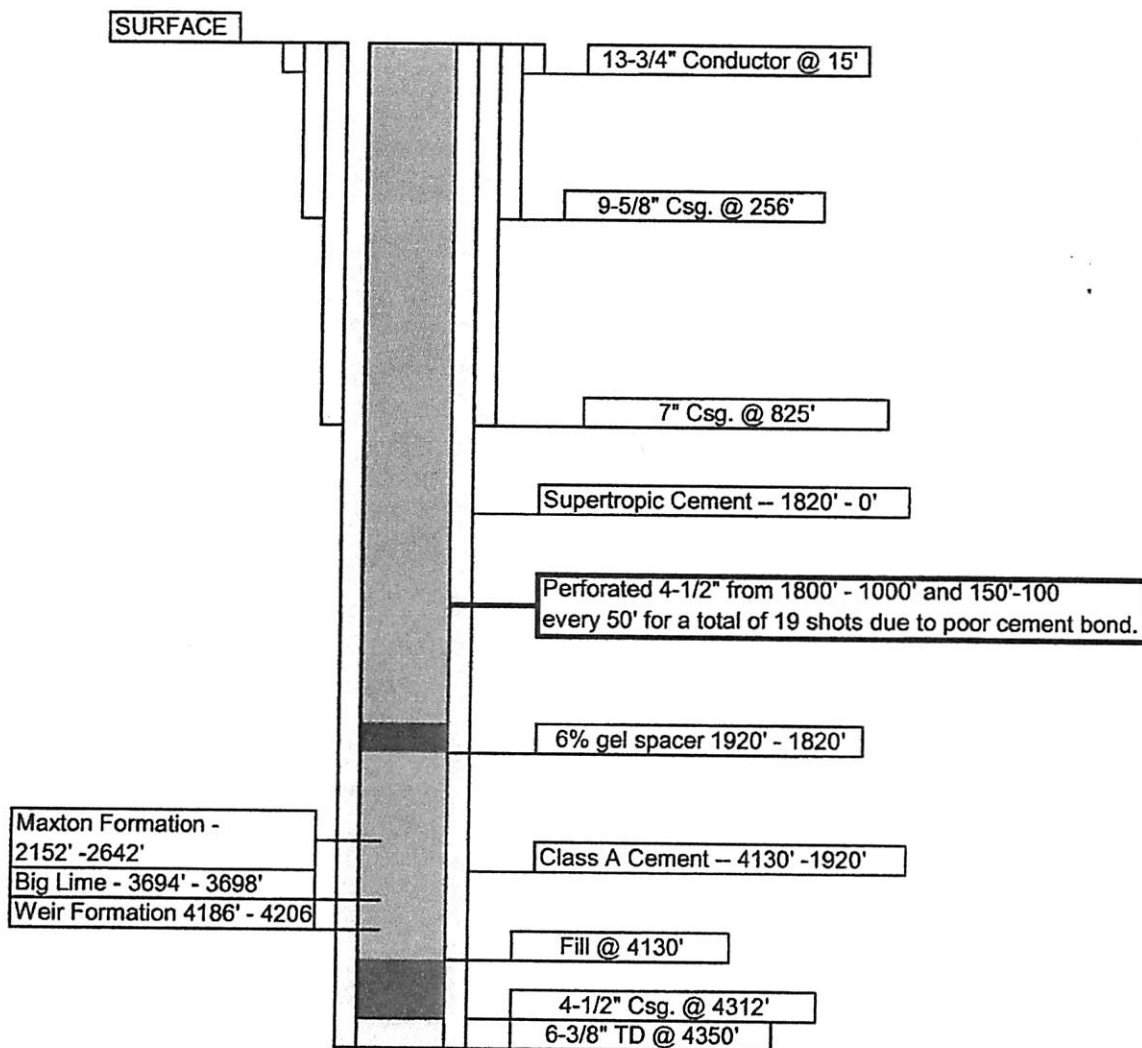 SURFACE
13-3/4" Conductor @ 15'
9-5/8" Csg. @ 256'
7" Csg. @ 825'
Supertropic Cement -- 1820' - 0'
Perforated 4-1/2" from 1800' - 1000' and 150'-100
every 50' for a total of 19 shots due to poor cement bond.
6% gel spacer 1920' - 1820'
Maxton Formation -
2152' -2642'
Big Lime - 3694' - 3698'
Weir Formation 4186' - 4206
Class A Cement -- 4130' -1920'
Fill @ 4130'
4-1/2" Csg. @ 4312'
6-3/8" TD @ 4350'